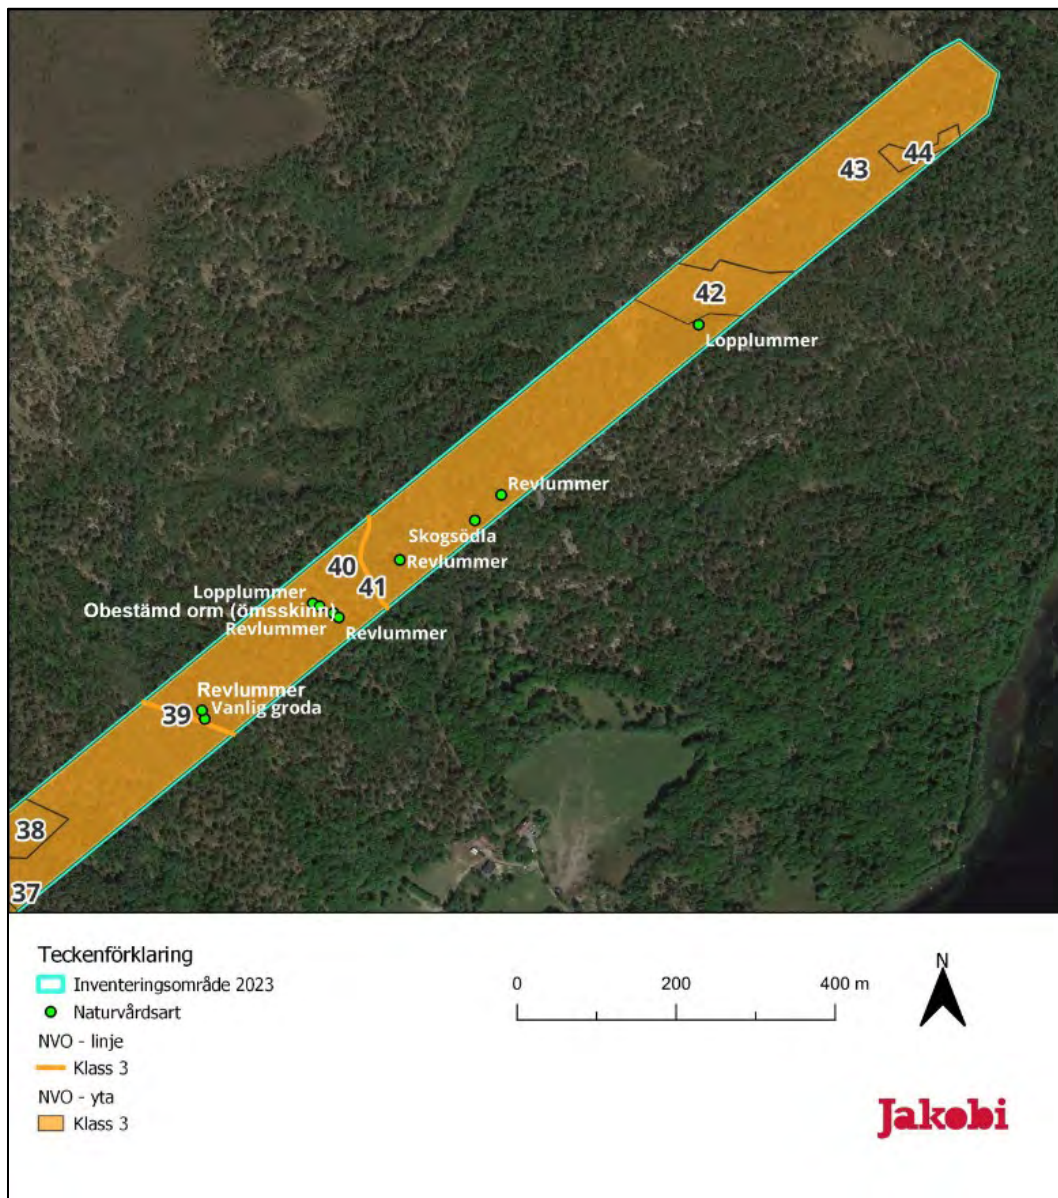 44
43
42
Lopplummer
Revlummer
Skogsödla
Revlummer
40
41
Lopplummer
Obestämd orm (ömsskinn)
Revlummer
Revlummer
Revlummer
Vanlig groda
39
38
37
Teckenförklaring
Inventeringsområde 2023
Naturvårdsart
NVO - linje
Klass 3
NVO - yta
Klass 3
0 200 400 m
N
Jakobi